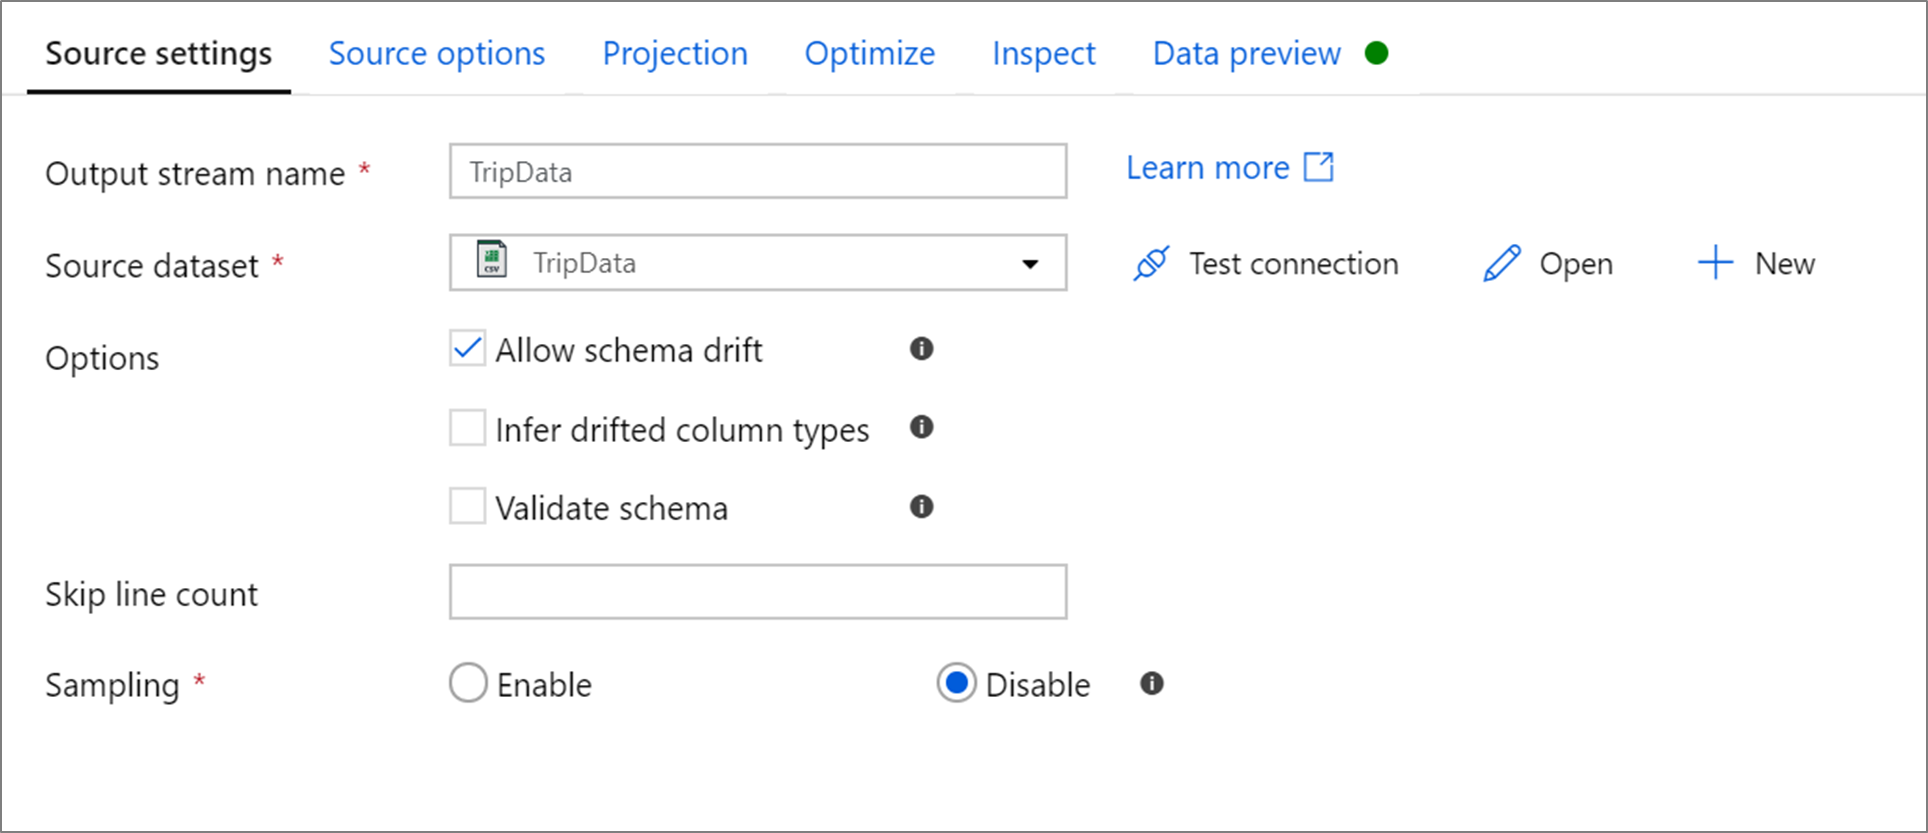 Source settings Source options Projection Optimize Inspect Data preview
Output stream name * TripData Learn more
Source dataset * CSV TripData Test connection Open New
Options Allow schema drift
Infer drifted column types
Validate schema
Skip line count
Sampling * Enable Disable